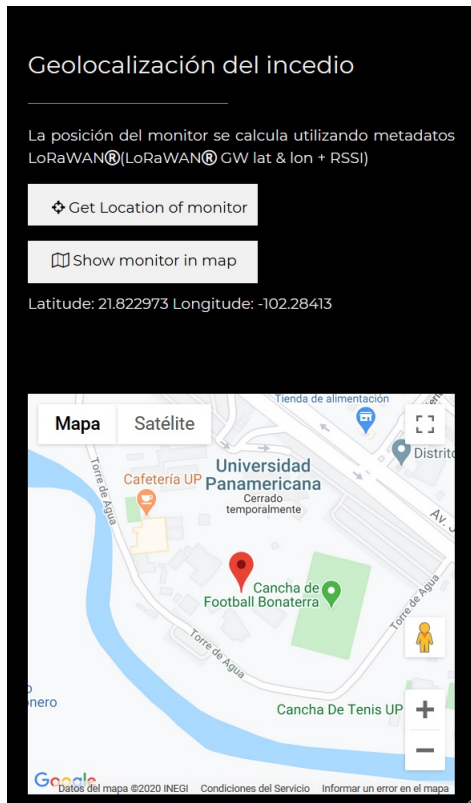 Geolocalización del incedio
La posición del monitor se calcula utilizando metadatos
LoRaWAN®(LoRaWAN® GW lat & lon + RSSI)
Get Location of monitor
Show monitor in map
Latitude: 21.822973 Longitude: -102.28413
Tienda de alimentación
Mapa Satélite
Distrito
Universidad
Panamericana
Cerrado
temporalmente
Cafetería UP
Torre de Agua
Av.
Cancha de
Football Bonaterra
Torre de Agua
Torre de Agua
nero
Cancha De Tenis UP
Google
Datos del mapa ©2020 INEGI Condiciones del Servicio Informar un error en el mapa